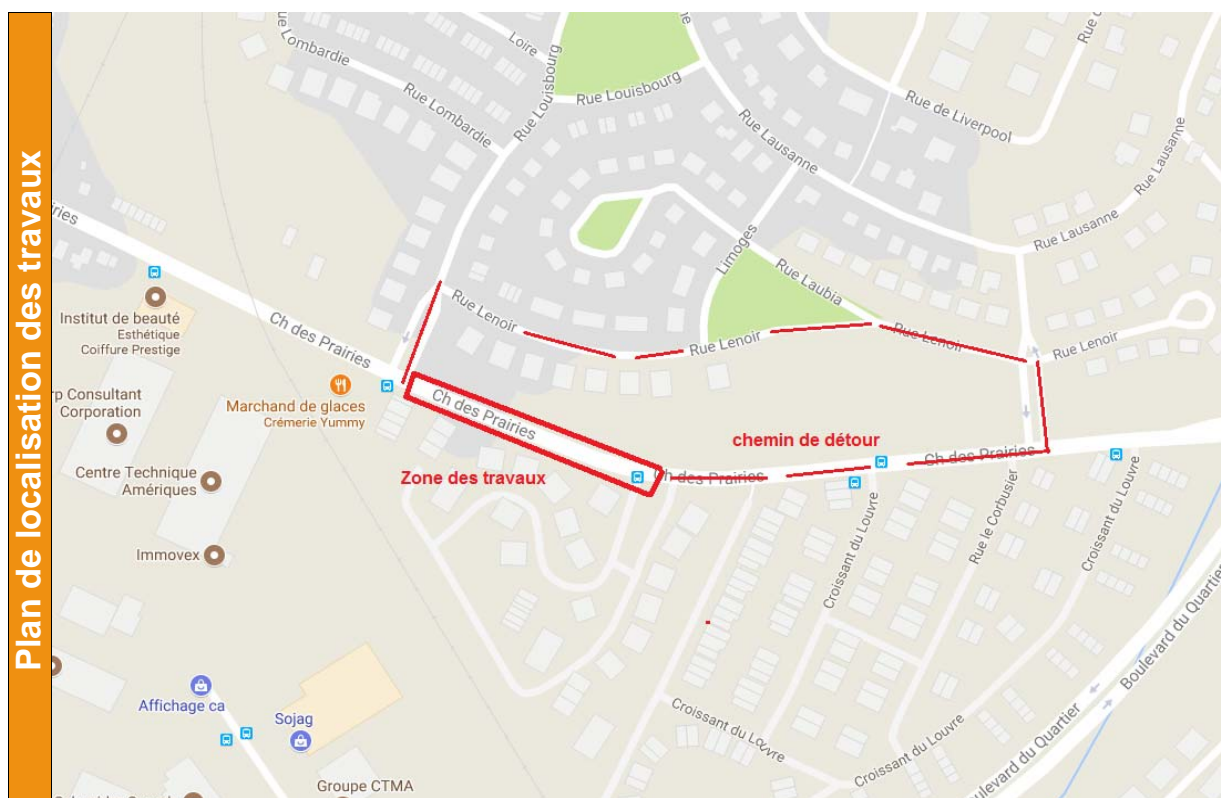 Plan de localisation des travaux
Lombardie
Loire
Rue Louisbourg
Rue Louisbourg
Rue Lombardie
Rue Lausanne
Rue de Liverpool
Rue Lausanne
Rue Lausanne
Limoges
Rue Laubia
Rue Lenoir
Rue Lenoir
Rue Lenoir
Rue Lenoir
Institut de beauté
Esthétique
Coiffure Prestige
Ch des Prairies
Marchand de glaces
Crémerie Yummy
Consultant
Corporation
Centre Technique
Amériques
Immovex
Ch des Prairies
Zone des travaux
Ch des Prairies
chemin de détour
Ch des Prairies
Croissant du Louvre
Rue le Corbusier
Croissant du Louvre
Croissant du Louvre
Croissant du Louvre
Boulevard du Quartier
Boulevard du Quartier
Affichage ca
Sojag
Groupe CTMA